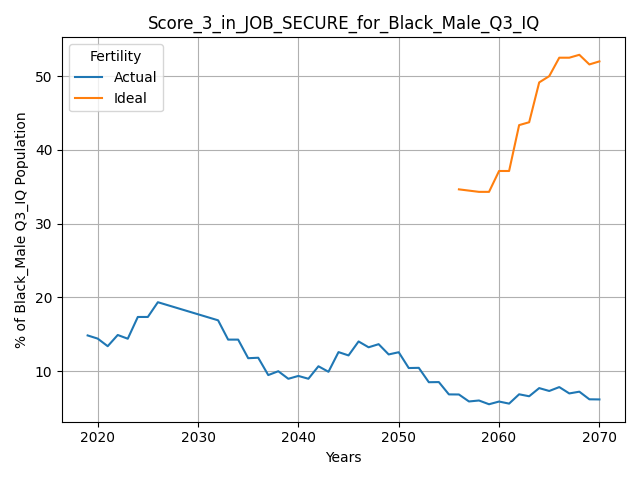 Score_3_in_JOB_SECURE_for_Black_Male_Q3_IQ
Fertility
Actual
Ideal
% of Black_Male Q3_IQ Population
50
40
30
20
10
2020 2030 2040 2050 2060 2070
Years